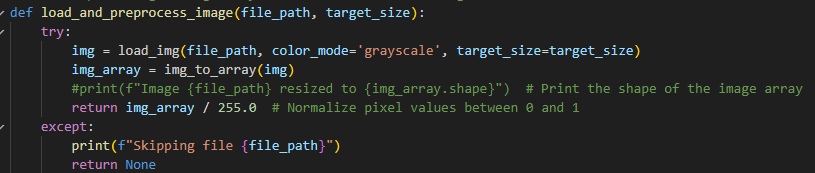 def load_and_preprocess_image(file_path, target_size):
    try:
        img = load_img(file_path, color_mode='grayscale', target_size=target_size)
        img_array = img_to_array(img)
        #print(f"Image {file_path} resized to {img_array.shape}")  # Print the shape of the image array
        return img_array / 255.0  # Normalize pixel values between 0 and 1
    except:
        print(f"Skipping file {file_path}")
        return None